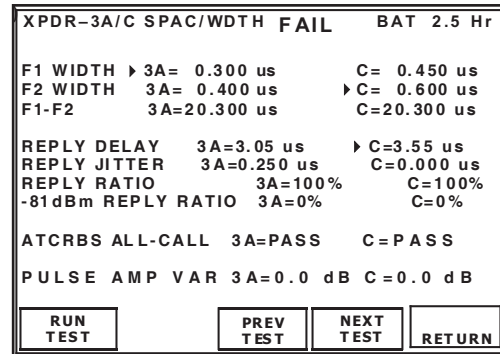 XPDR–3A/C SPAC/WDTH FAIL BAT 2.5 Hr
F1 WIDTH ▸ 3A= 0.300 us C= 0.450 us
F2 WIDTH 3A= 0.400 us ▸ C= 0.600 us
F1-F2 3A=20.300 us C=20.300 us
REPLY DELAY 3A=3.05 us ▸ C=3.55 us
REPLY JITTER 3A=0.250 us C=0.000 us
REPLY RATIO 3A=100% C=100%
-81dBm REPLY RATIO 3A=0% C=0%
ATCRBS ALL-CALL 3A=PASS C=PASS
PULSE AMP VAR 3A=0.0 dB C=0.0 dB
RUN TEST PREV TEST NEXT TEST RETURN